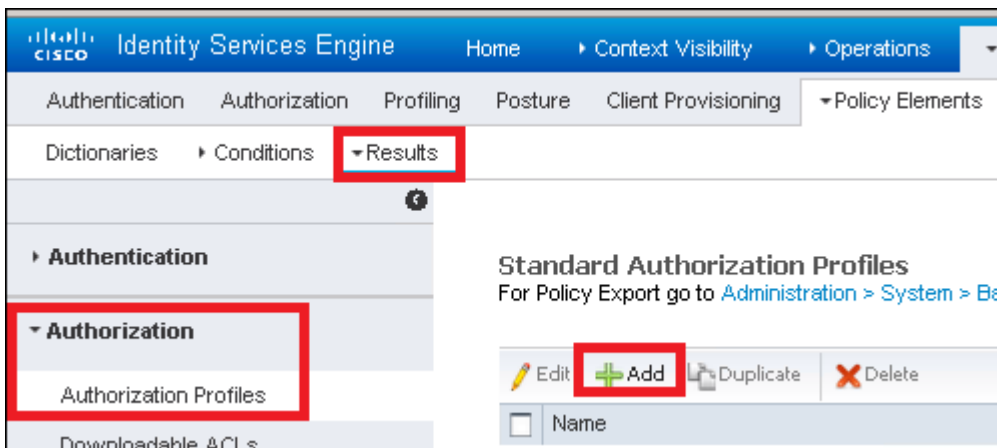 CISCO Identity Services Engine Home Context Visibility Operations
Authentication Authorization Profiling Posture Client Provisioning Policy Elements
Dictionaries Conditions Results
Authentication
Standard Authorization Profiles
For Policy Export go to Administration > System > Ba
Authorization
Edit Add Duplicate Delete
Authorization Profiles
Name
Downloadable ACLs